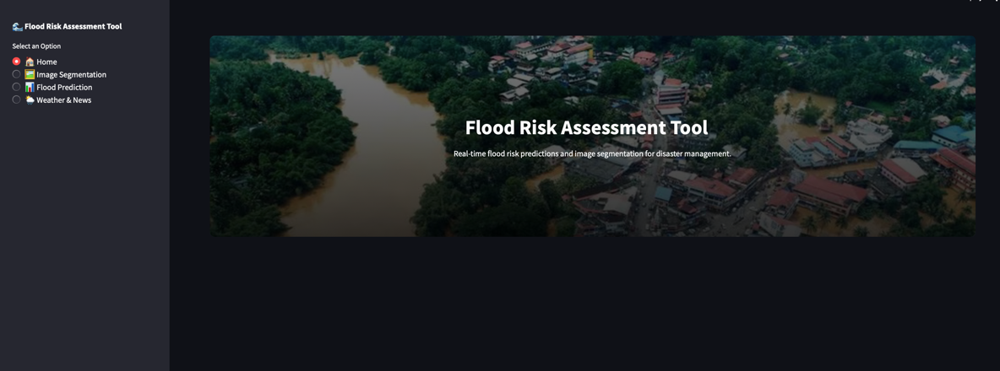 Flood Risk Assessment Tool
Select an Option
Home
Image Segmentation
Flood Prediction
Weather & News
Flood Risk Assessment Tool
Real-time flood risk predictions and image segmentation for disaster management.